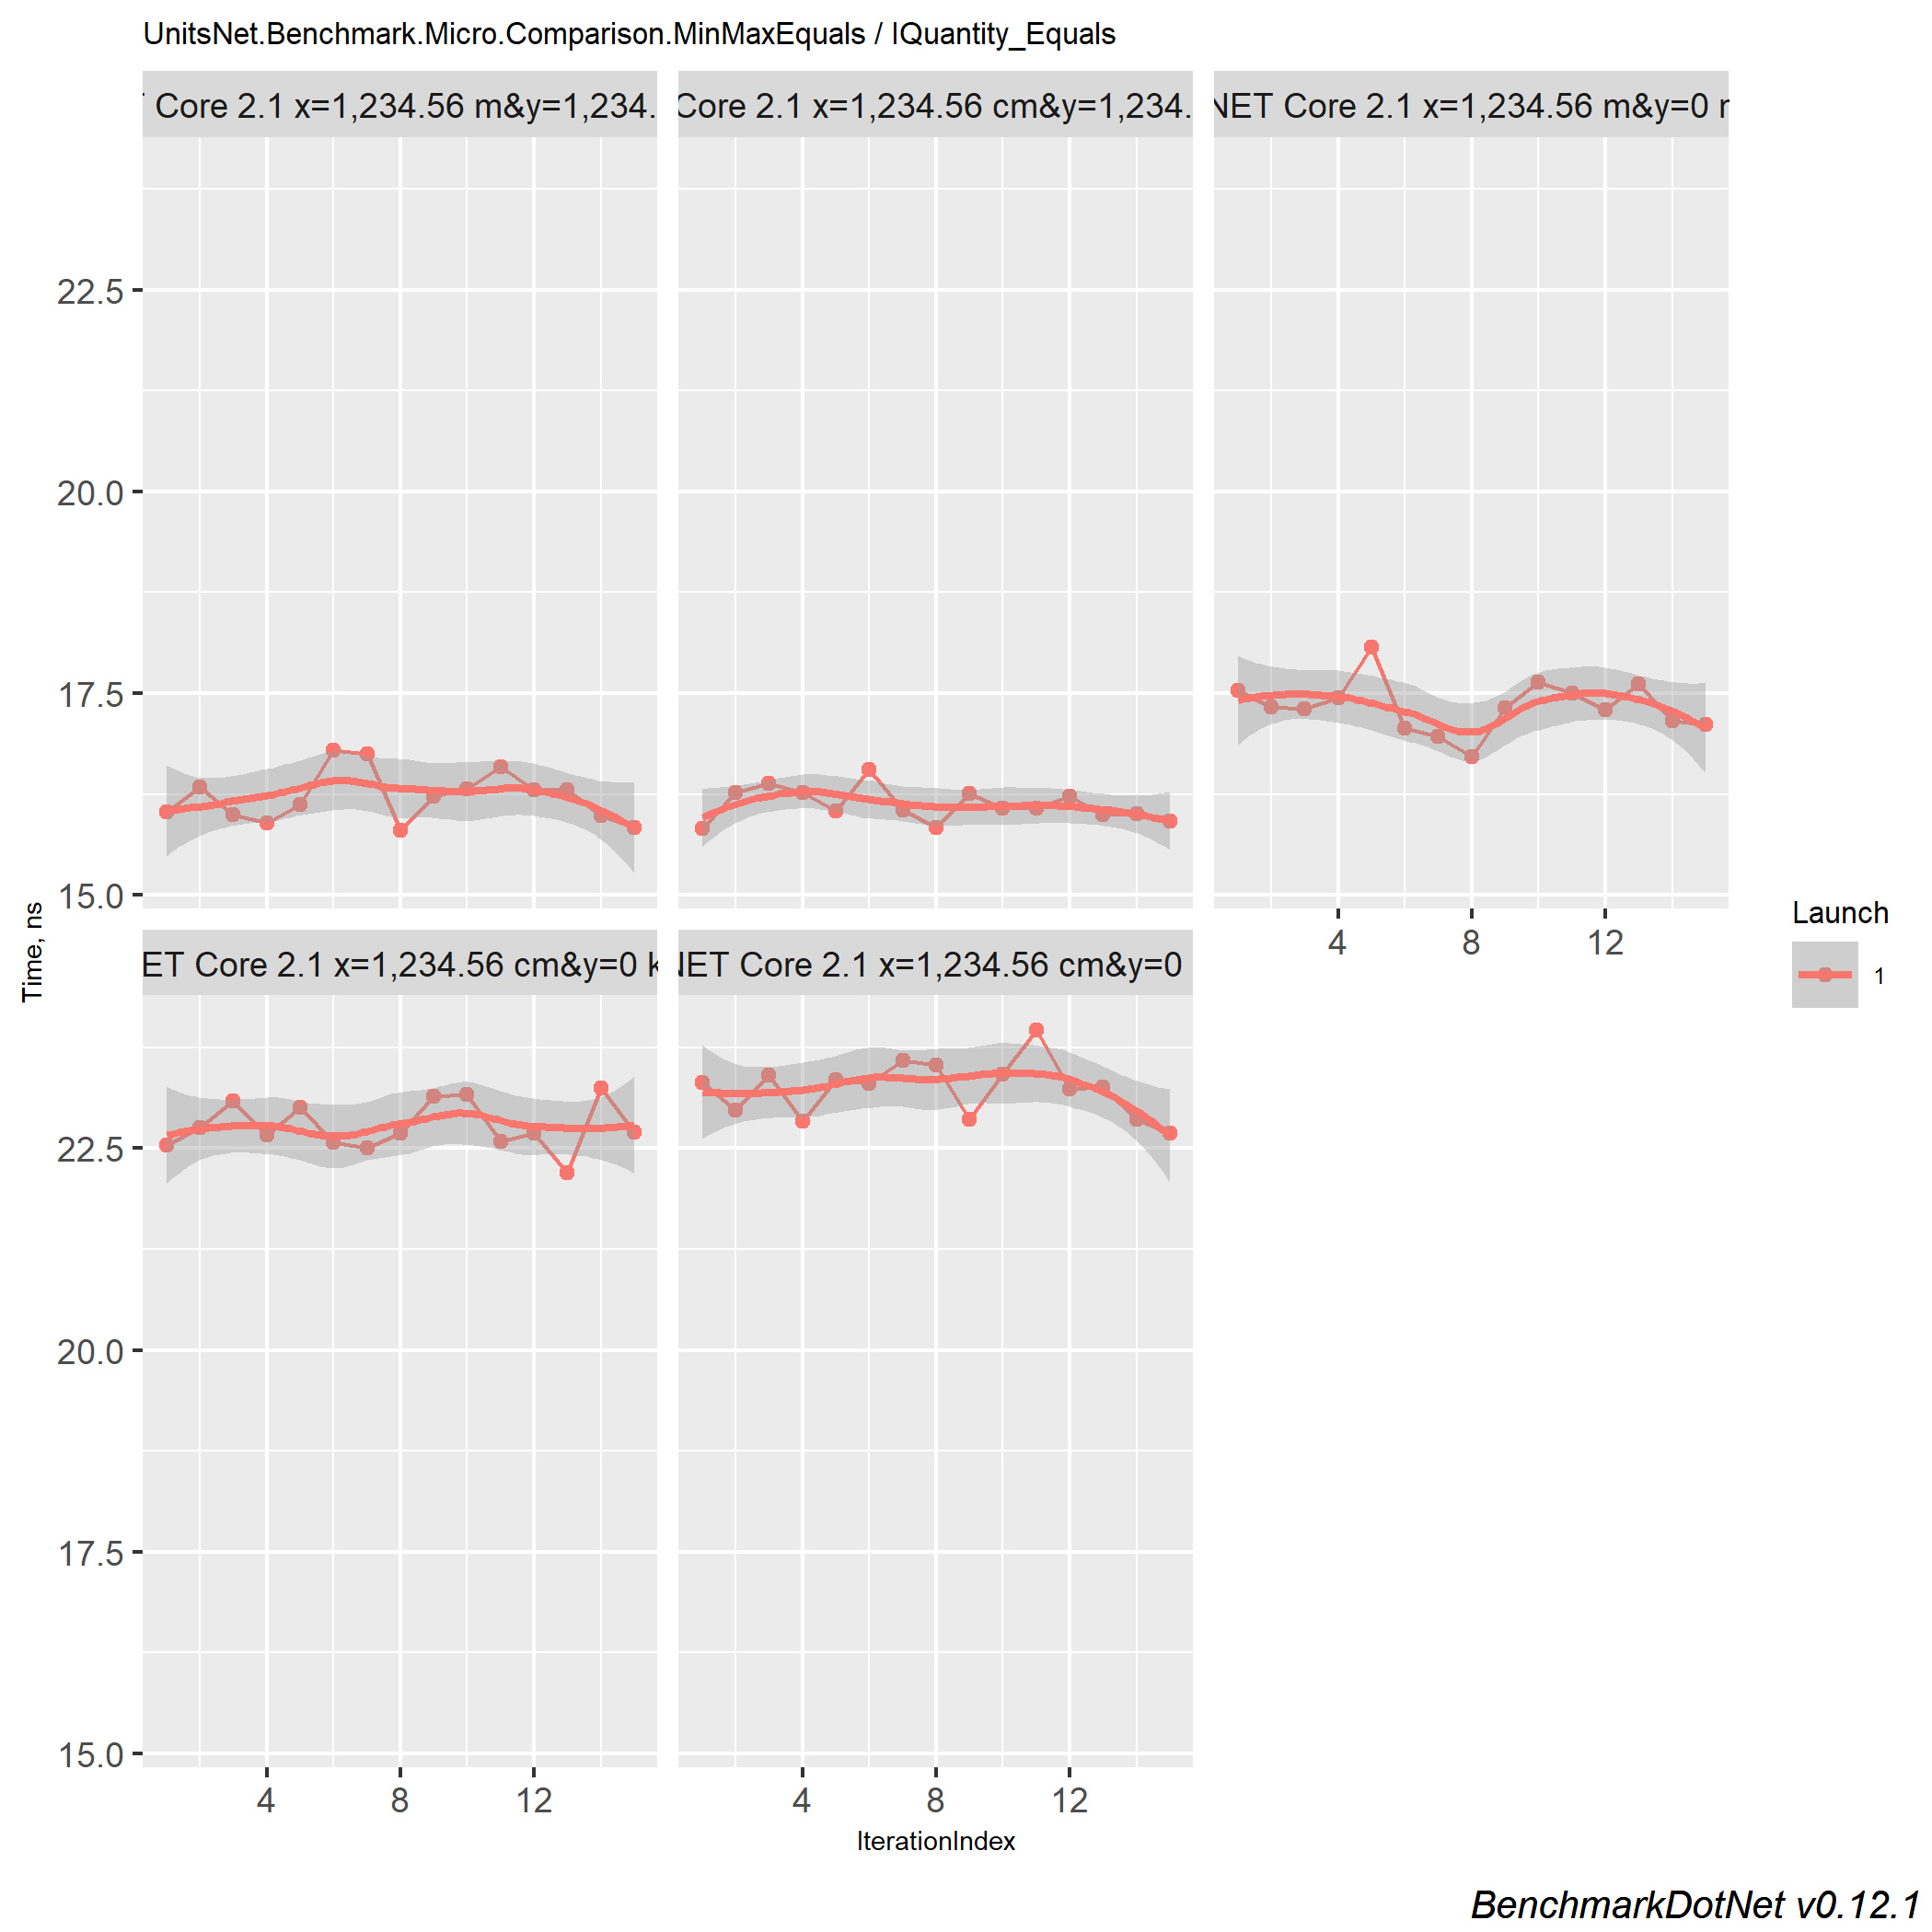 UnitsNet.Benchmark.Micro.Comparison.MinMaxEquals / IQuantity_Equals
Core 2.1 x=1,234.56 m&y=1,234.
Core 2.1 x=1,234.56 cm&y=1,234.
NET Core 2.1 x=1,234.56 m&y=0
22.5
20.0
17.5
15.0
4
8
12
ET Core 2.1 x=1,234.56 cm&y=0 k
NET Core 2.1 x=1,234.56 cm&y=0
22.5
20.0
17.5
15.0
4
8
12
4
8
12
Time, ns
IterationIndex
Launch
1
BenchmarkDotNet v0.12.1